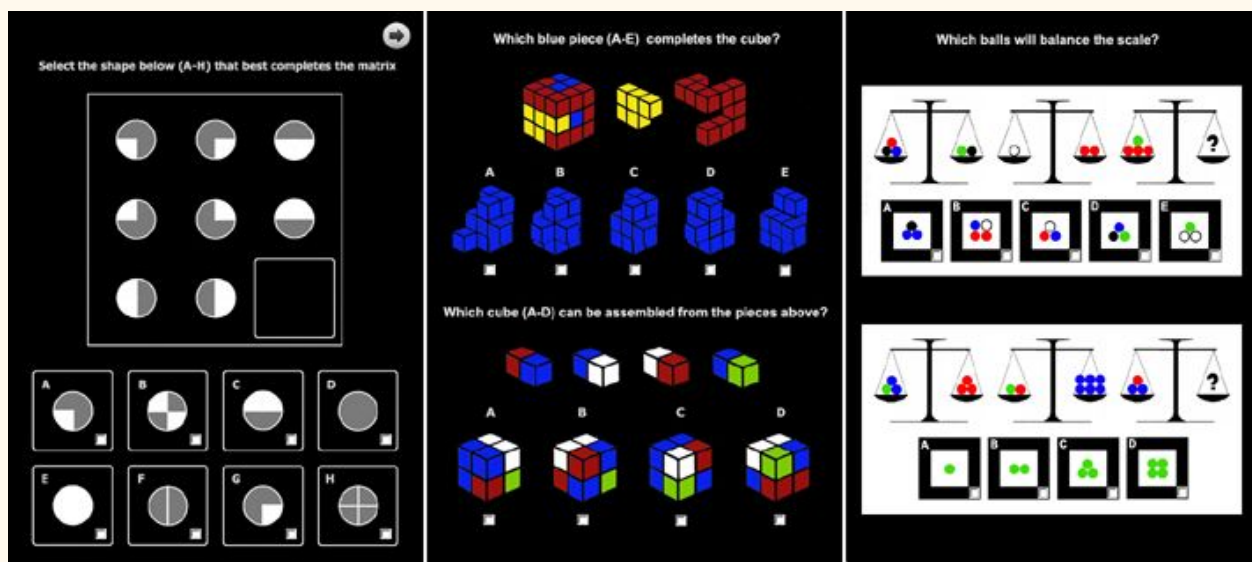 Select the shape below (A-H) that best completes the matrix
A B C D
E F G H
Which blue piece (A-E) completes the cube?
A B C D E
Which cube (A-D) can be assembled from the pieces above?
A B C D
Which balls will balance the scale?
?
A B C D E
?
A B C D